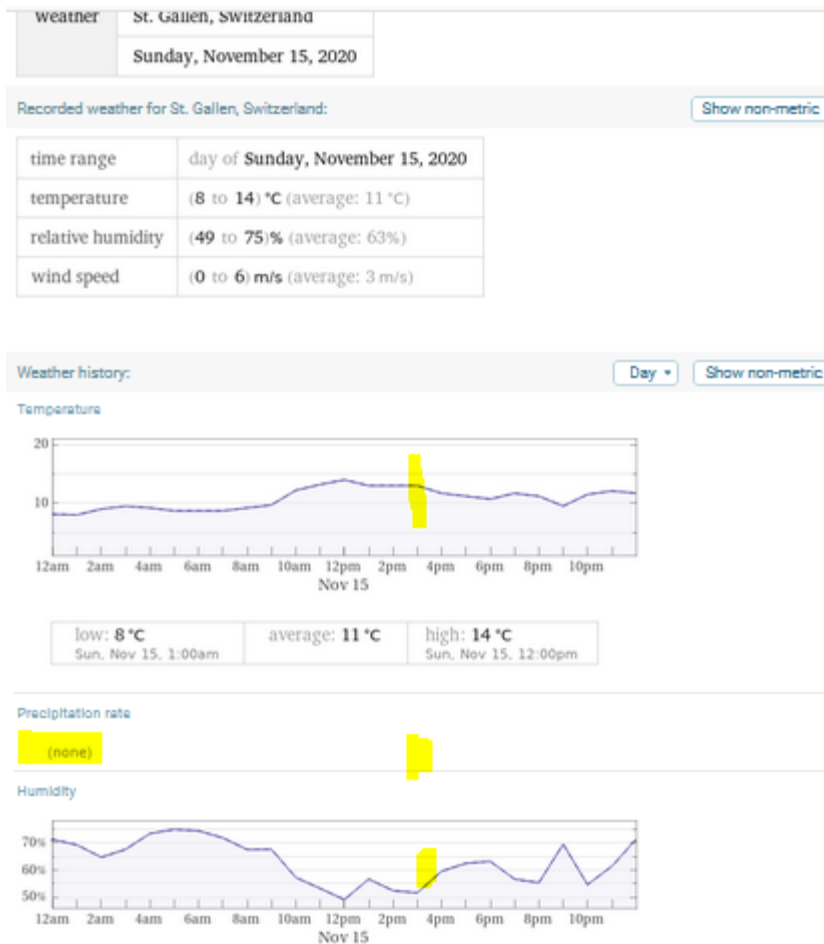 weather St. Gallen, Switzerland
Sunday, November 15, 2020
Recorded weather for St. Gallen, Switzerland: Show non-metric
time range day of Sunday, November 15, 2020
temperature (8 to 14) °C (average: 11 °C)
relative humidity (49 to 75)% (average: 63%)
wind speed (0 to 6) m/s (average: 3 m/s)
Weather history: Day Show non-metric
Temperature
20
10
12am 2am 4am 6am 8am 10am 12pm 2pm 4pm 6pm 8pm 10pm
Nov 15
low: 8 °C average: 11 °C high: 14 °C
Sun, Nov 15, 1:00am Sun, Nov 15, 12:00pm
Precipitation rate
(none)
Humidity
70%
60%
50%
12am 2am 4am 6am 8am 10am 12pm 2pm 4pm 6pm 8pm 10pm
Nov 15